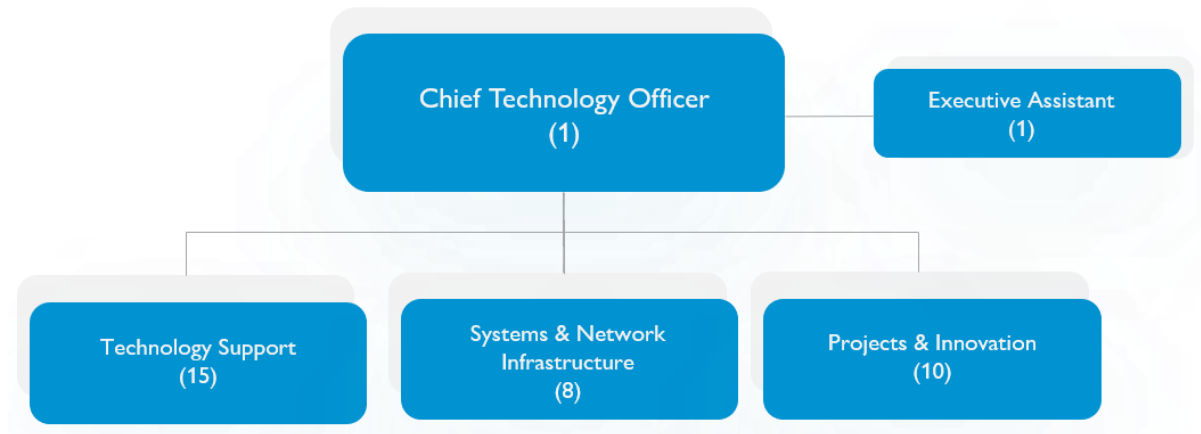 Chief Technology Officer
(1)
Executive Assistant
(1)
Technology Support
(15)
Systems & Network
Infrastructure
(8)
Projects & Innovation
(10)